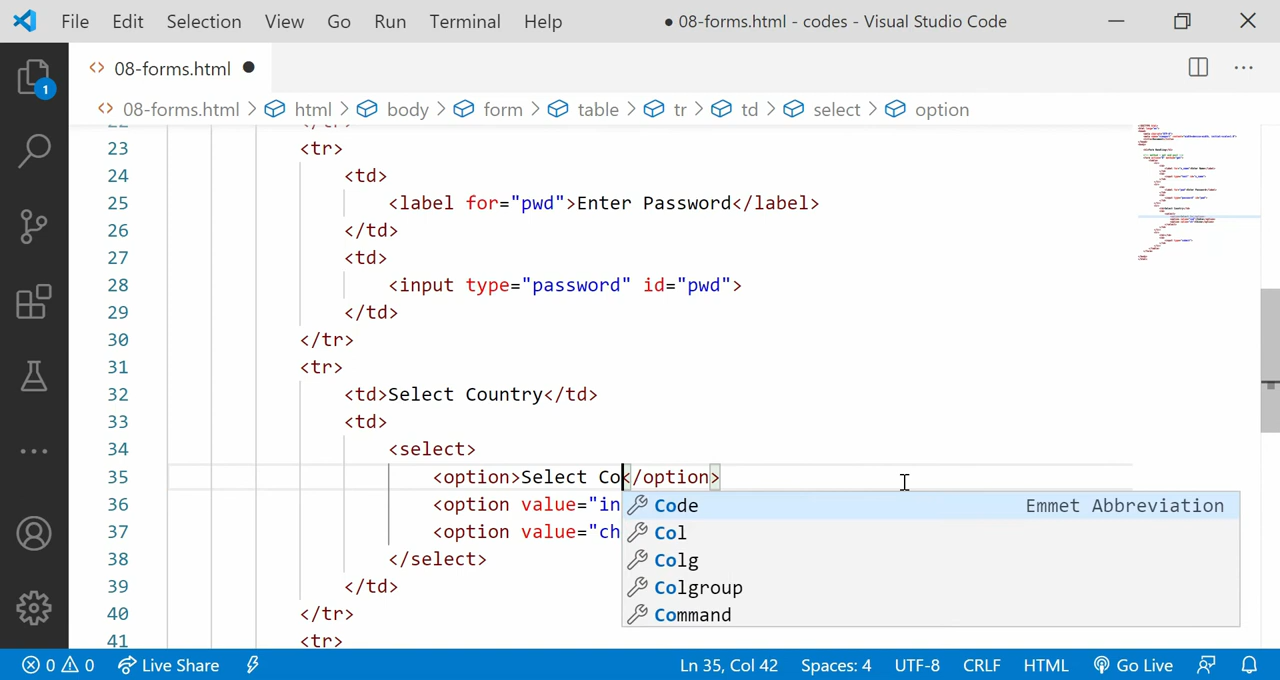 File Edit Selection View Go Run Terminal Help ● 08-forms.html - codes - Visual Studio Code
1
<> 08-forms.html ●
<> 08-forms.html > html > body > form > table > tr > td > select > option
22 </tr>
23 <tr>
24 <td>
25 <label for="pwd">Enter Password</label>
26 </td>
27 <td>
28 <input type="password" id="pwd">
29 </td>
30 </tr>
31 <tr>
32 <td>Select Country</td>
33 <td>
34 <select>
35 <option>Select Co</option>
36 <option value="in
37 <option value="ch
38 </select>
39 </td>
40 </tr>
41 <tr>
Code Emmet Abbreviation
Col
Colg
Colgroup
Command
0 0 Live Share Ln 35, Col 42 Spaces: 4 UTF-8 CRLF HTML Go Live